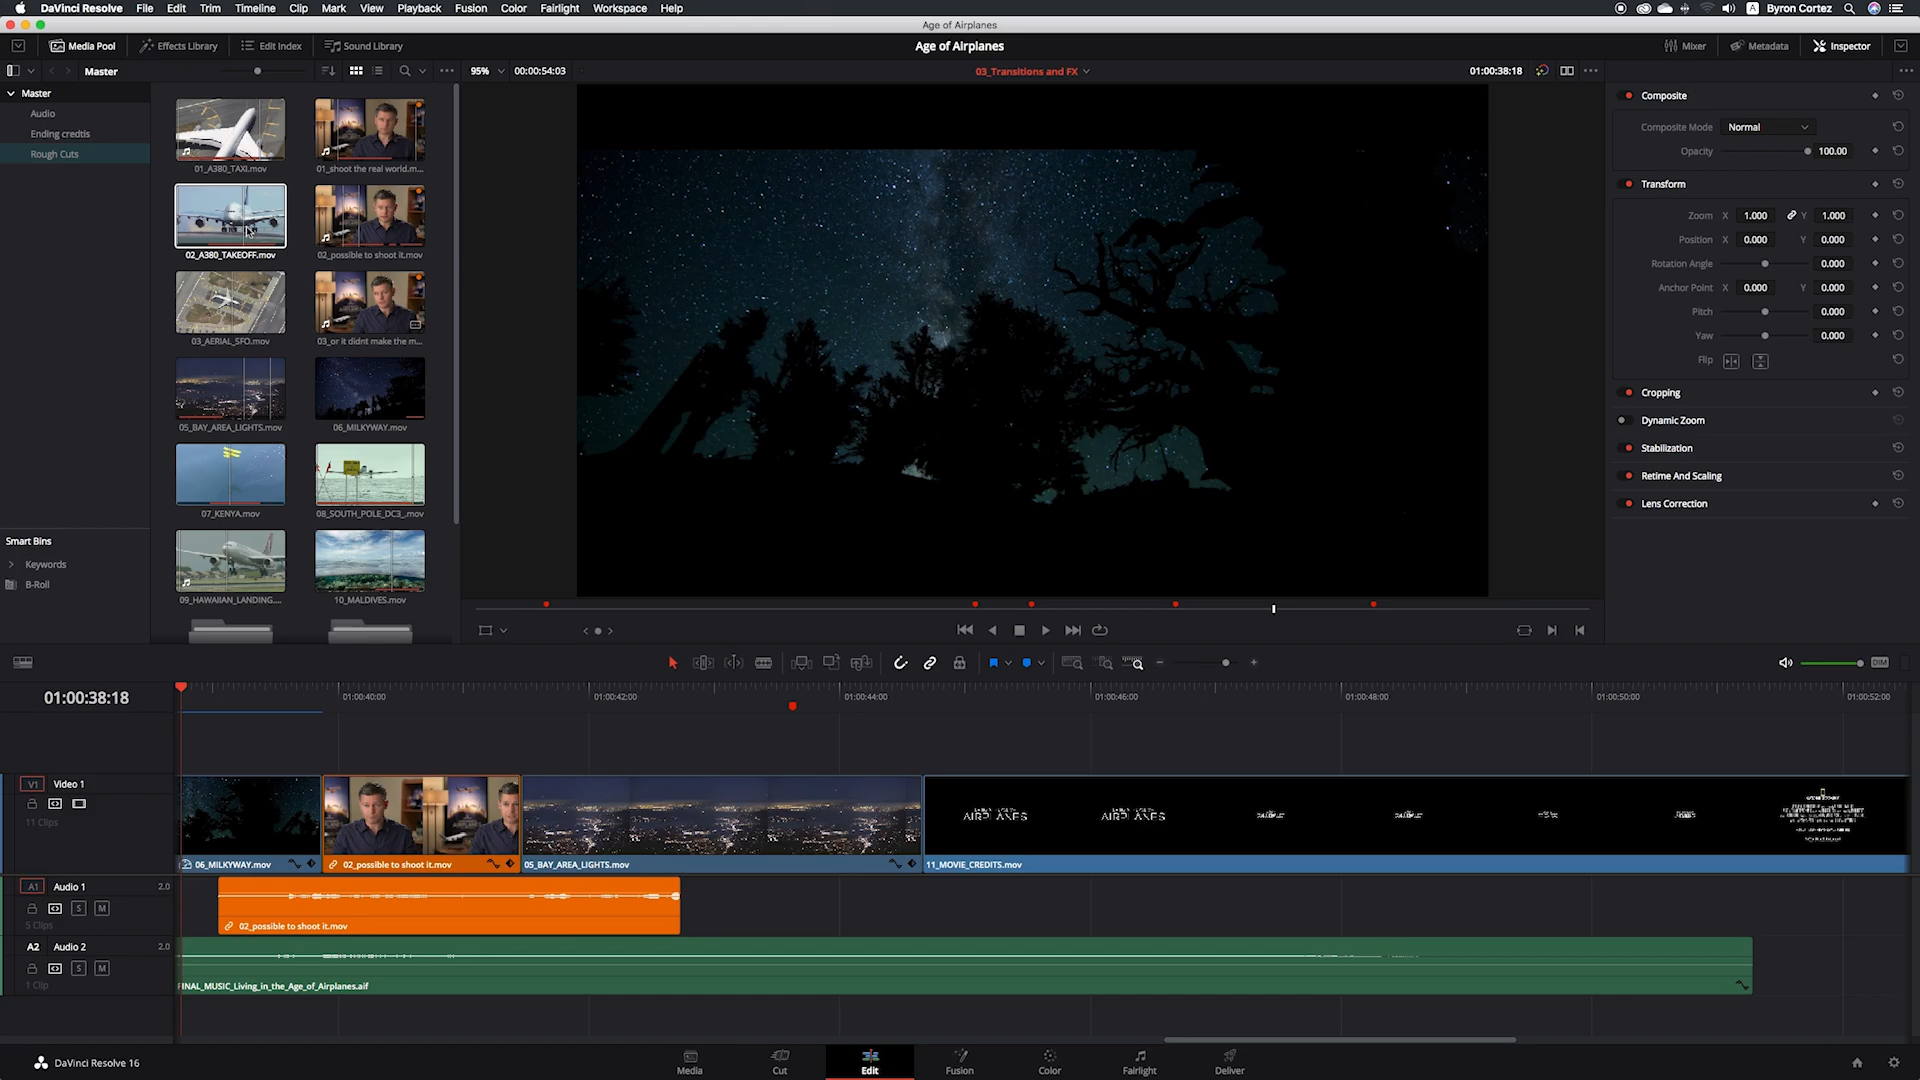 DaVinci Resolve File Edit Trim Timeline Clip Mark View Playback Fusion Color Fairlight Workspace Help A Byron Cortez
Age of Airplanes
Media Pool Effects Library Edit Index Sound Library Age of Airplanes Mixer Metadata Inspector
Master 95% 00:00:54:03 03_Transitions and FX 01:00:38:18
Master
Audio
Ending credtis
Rough Cuts
Smart Bins
Keywords
B-Roll
01_A380_TAXI.mov 01_shoot the real world.m...
02_A380_TAKEOFF.mov 02_possible to shoot it.mov
03_AERIAL_SFO.mov 03_or it didnt make the m...
05_BAY_AREA_LIGHTS.mov 06_MILKYWAY.mov
07_KENYA.mov 08_SOUTH_POLE_DC3_.mov
09_HAWAIIAN_LANDING.... 10_MALDIVES.mov
Composite
Composite Mode Normal
Opacity 100.00
Transform
Zoom X 1.000 Y 1.000
Position X 0.000 Y 0.000
Rotation Angle 0.000
Anchor Point X 0.000 Y 0.000
Pitch 0.000
Yaw 0.000
Flip
Cropping
Dynamic Zoom
Stabilization
Retime And Scaling
Lens Correction
DIM
01:00:38:18 01:00:40:00 01:00:42:00 01:00:44:00 01:00:46:00 01:00:48:00 01:00:50:00 01:00:52:00
V1 Video 1
11 Clips
AIRPLANES AIRPLANES
06_MILKYWAY.mov 02_possible to shoot it.mov 05_BAY_AREA_LIGHTS.mov 11_MOVIE_CREDITS.mov
A1 Audio 1 2.0
S M
5 Clips
02_possible to shoot it.mov
A2 Audio 2 2.0
S M
1 Clip
FINAL_MUSIC_Living_in_the_Age_of_Airplanes.aif
DaVinci Resolve 16 Media Cut Edit Fusion Color Fairlight Deliver